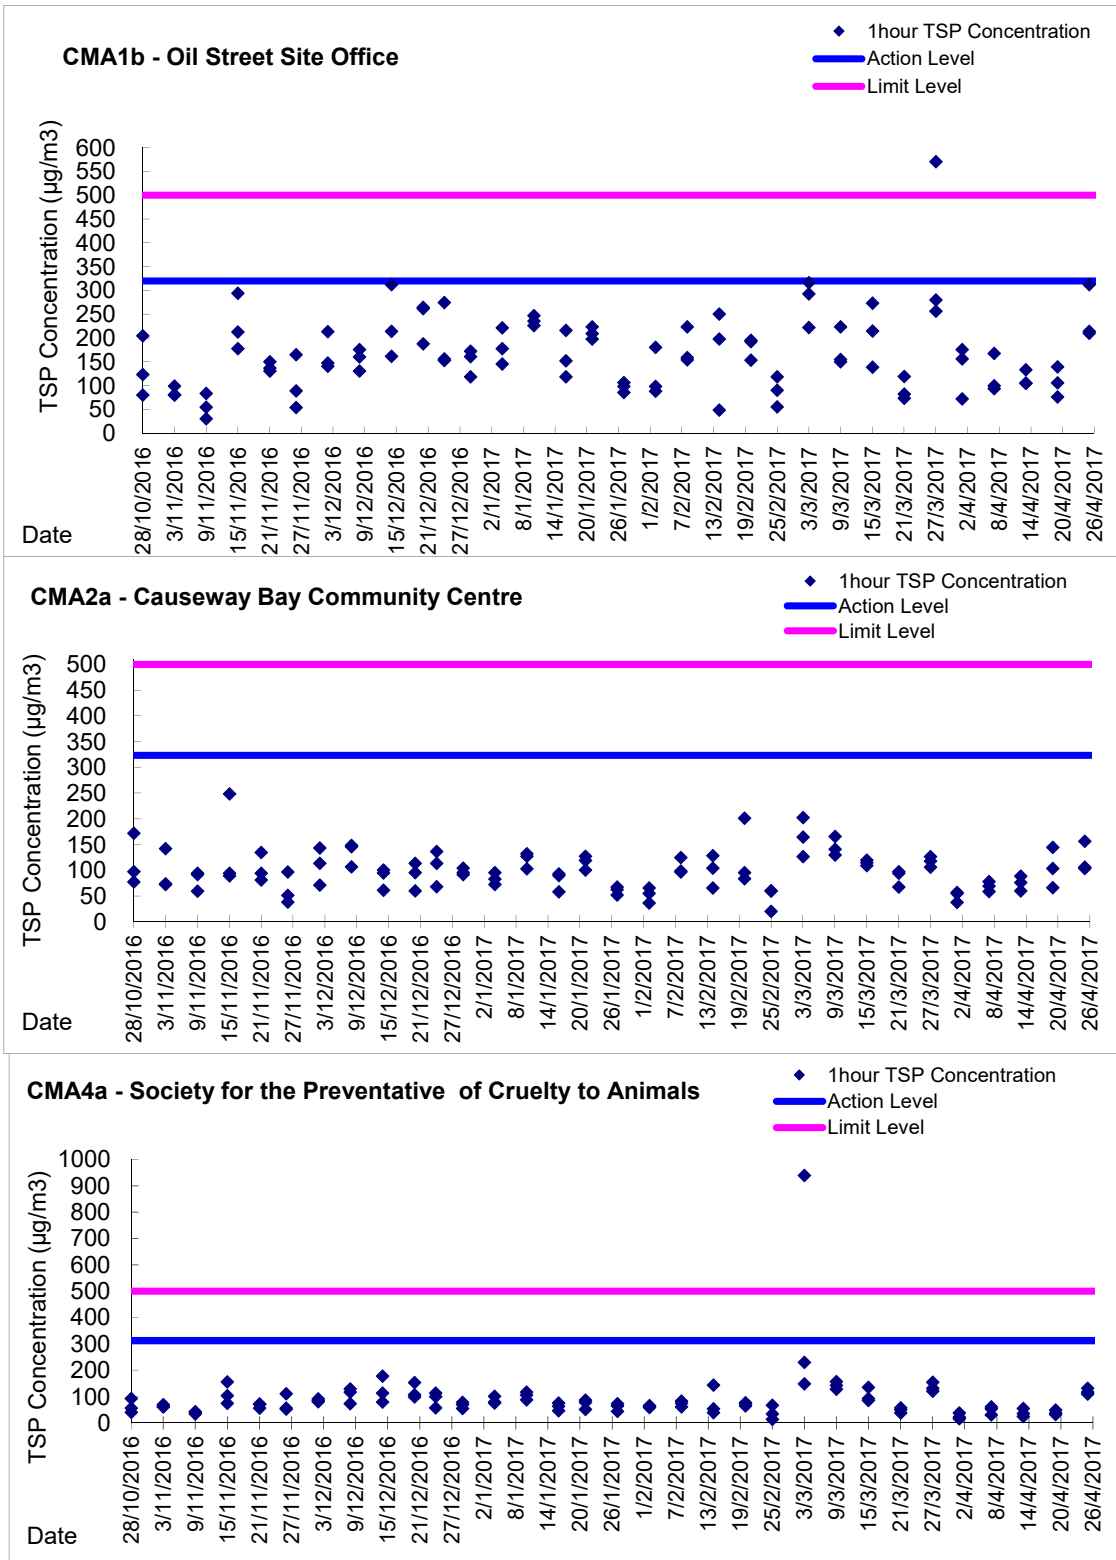 CMA1b - Oil Street Site Office
1hour TSP Concentration
Action Level
Limit Level
TSP Concentration (µg/m3)
600
550
500
450
400
350
300
250
200
150
100
50
0
28/10/2016 3/11/2016 9/11/2016 15/11/2016 21/11/2016 27/11/2016 3/12/2016 9/12/2016 15/12/2016 21/12/2016 27/12/2016 2/1/2017 8/1/2017 14/1/2017 20/1/2017 26/1/2017 1/2/2017 7/2/2017 13/2/2017 19/2/2017 25/2/2017 3/3/2017 9/3/2017 15/3/2017 21/3/2017 27/3/2017 2/4/2017 8/4/2017 14/4/2017 20/4/2017 26/4/2017
Date
CMA2a - Causeway Bay Community Centre
1hour TSP Concentration
Action Level
Limit Level
TSP Concentration (µg/m3)
500
450
400
350
300
250
200
150
100
50
0
28/10/2016 3/11/2016 9/11/2016 15/11/2016 21/11/2016 27/11/2016 3/12/2016 9/12/2016 15/12/2016 21/12/2016 27/12/2016 2/1/2017 8/1/2017 14/1/2017 20/1/2017 26/1/2017 1/2/2017 7/2/2017 13/2/2017 19/2/2017 25/2/2017 3/3/2017 9/3/2017 15/3/2017 21/3/2017 27/3/2017 2/4/2017 8/4/2017 14/4/2017 20/4/2017 26/4/2017
Date
CMA4a - Society for the Preventative  of Cruelty to Animals
1hour TSP Concentration
Action Level
Limit Level
TSP Concentration (µg/m3)
1000
900
800
700
600
500
400
300
200
100
0
28/10/2016 3/11/2016 9/11/2016 15/11/2016 21/11/2016 27/11/2016 3/12/2016 9/12/2016 15/12/2016 21/12/2016 27/12/2016 2/1/2017 8/1/2017 14/1/2017 20/1/2017 26/1/2017 1/2/2017 7/2/2017 13/2/2017 19/2/2017 25/2/2017 3/3/2017 9/3/2017 15/3/2017 21/3/2017 27/3/2017 2/4/2017 8/4/2017 14/4/2017 20/4/2017 26/4/2017
Date